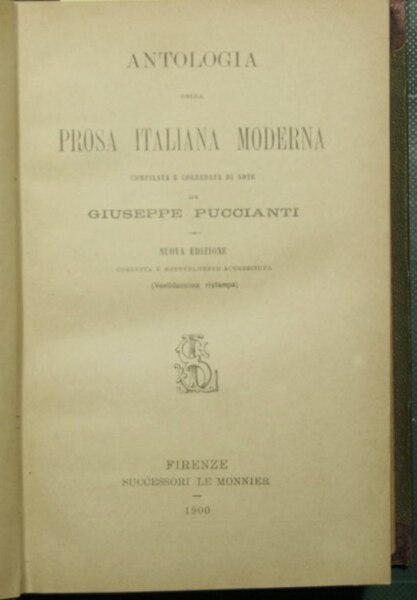 ANTOLOGIA
DELLA
PROSA ITALIANA MODERNA
COMPILATA E CORREDATA DI NOTE
DA
GIUSEPPE PUCCIANTI
NUOVA EDIZIONE
CORRETTA E NOTEVOLMENTE ACCRESCIUTA
(Ventiduesima ristampa)
FIRENZE
SUCCESSORI LE MONNIER
1900